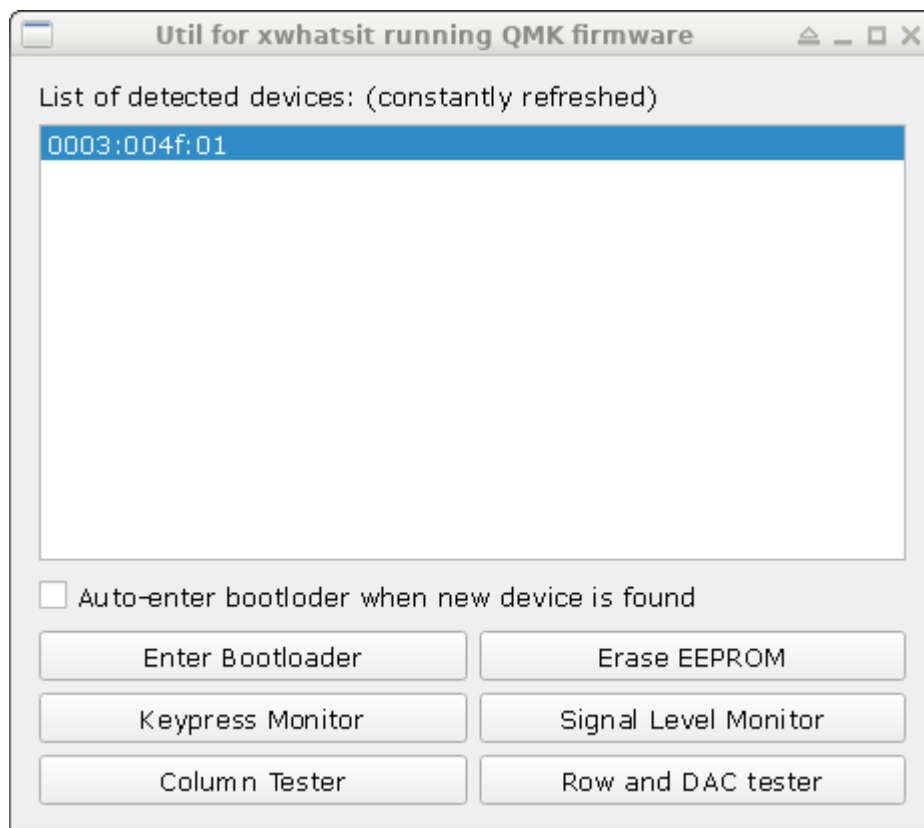 Util for xwhatsit running QMK firmware
List of detected devices: (constantly refreshed)
0003:004f:01
Auto-enter bootloder when new device is found
Enter Bootloader
Erase EEPROM
Keypress Monitor
Signal Level Monitor
Column Tester
Row and DAC tester